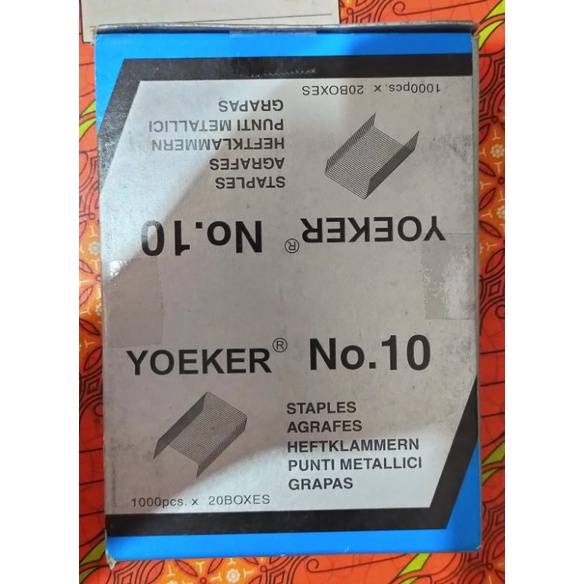 1000pcs. x 20BOXES
GRAPAS
PUNTI METALLICI
HEFTKLAMMERN
AGRAFES
STAPLES
YOEKER® No.10
YOEKER® No.10
STAPLES
AGRAFES
HEFTKLAMMERN
PUNTI METALLICI
GRAPAS
1000pcs. x 20BOXES